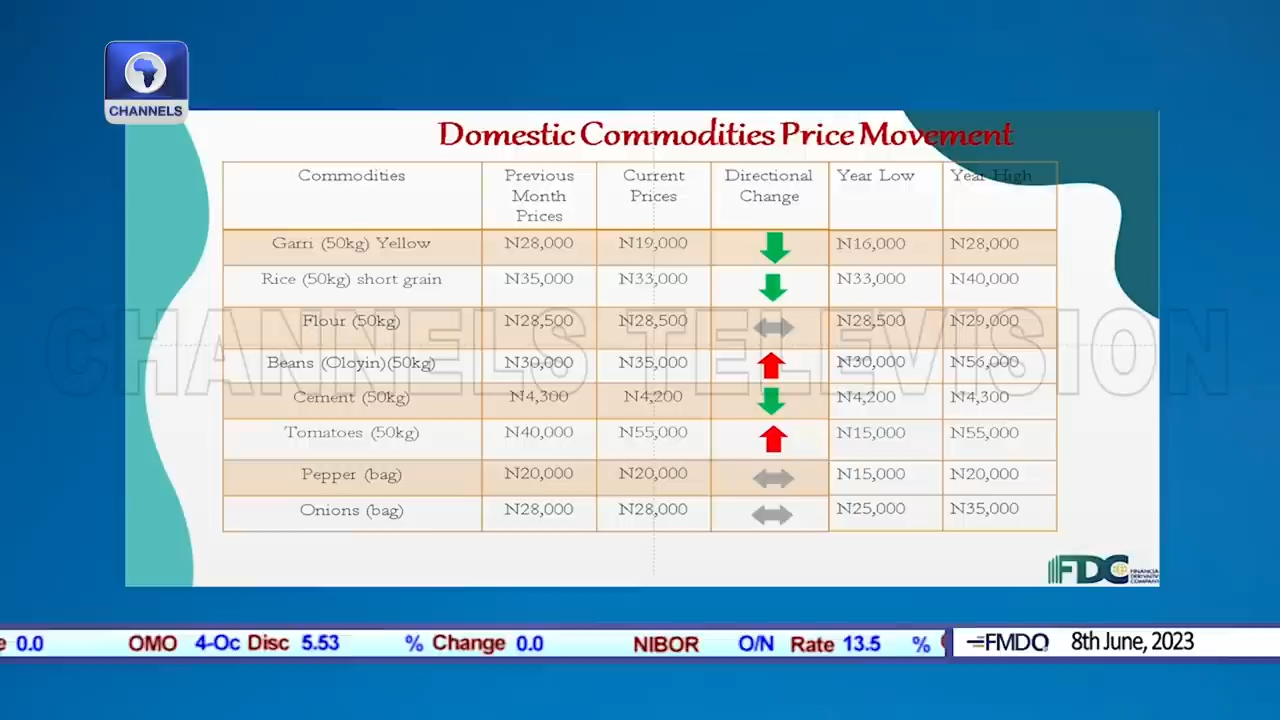 CHANNELS
Domestic Commodities Price Movement
Commodities Previous Month Prices Current Prices Directional Change Year Low Year High
Garri (50kg) Yellow N28,000 N19,000 N16,000 N28,000
Rice (50kg) short grain N35,000 N33,000 N33,000 N40,000
Flour (50kg) N28,500 N28,500 N28,500 N29,000
CHANNELS TELEVISION
Beans (Oloyin)(50kg) N30,000 N35,000 N30,000 N56,000
Cement (50kg) N4,300 N4,200 N4,200 N4,300
Tomatoes (50kg) N40,000 N55,000 N15,000 N55,000
Pepper (bag) N20,000 N20,000 N15,000 N20,000
Onions (bag) N28,000 N28,000 N25,000 N35,000
FDC
0.0 OMO 4-Oc Disc 5.53 % Change 0.0 NIBOR O/N Rate 13.5 % FMDQ 8th June, 2023